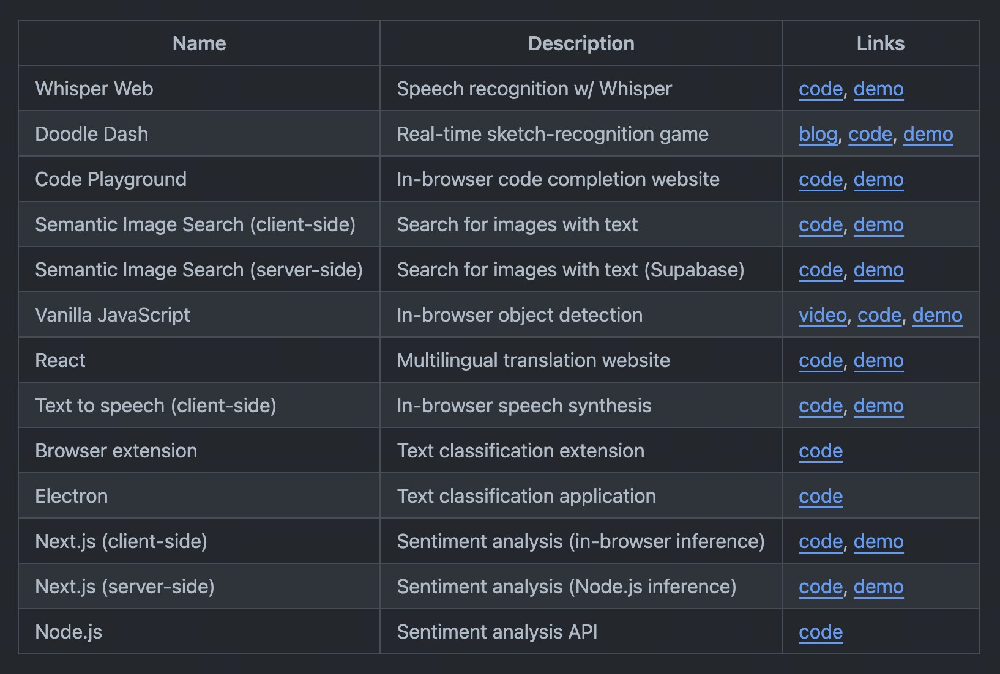 Name Description Links
Whisper Web Speech recognition w/ Whisper code, demo
Doodle Dash Real-time sketch-recognition game blog, code, demo
Code Playground In-browser code completion website code, demo
Semantic Image Search (client-side) Search for images with text code, demo
Semantic Image Search (server-side) Search for images with text (Supabase) code, demo
Vanilla JavaScript In-browser object detection video, code, demo
React Multilingual translation website code, demo
Text to speech (client-side) In-browser speech synthesis code, demo
Browser extension Text classification extension code
Electron Text classification application code
Next.js (client-side) Sentiment analysis (in-browser inference) code, demo
Next.js (server-side) Sentiment analysis (Node.js inference) code, demo
Node.js Sentiment analysis API code